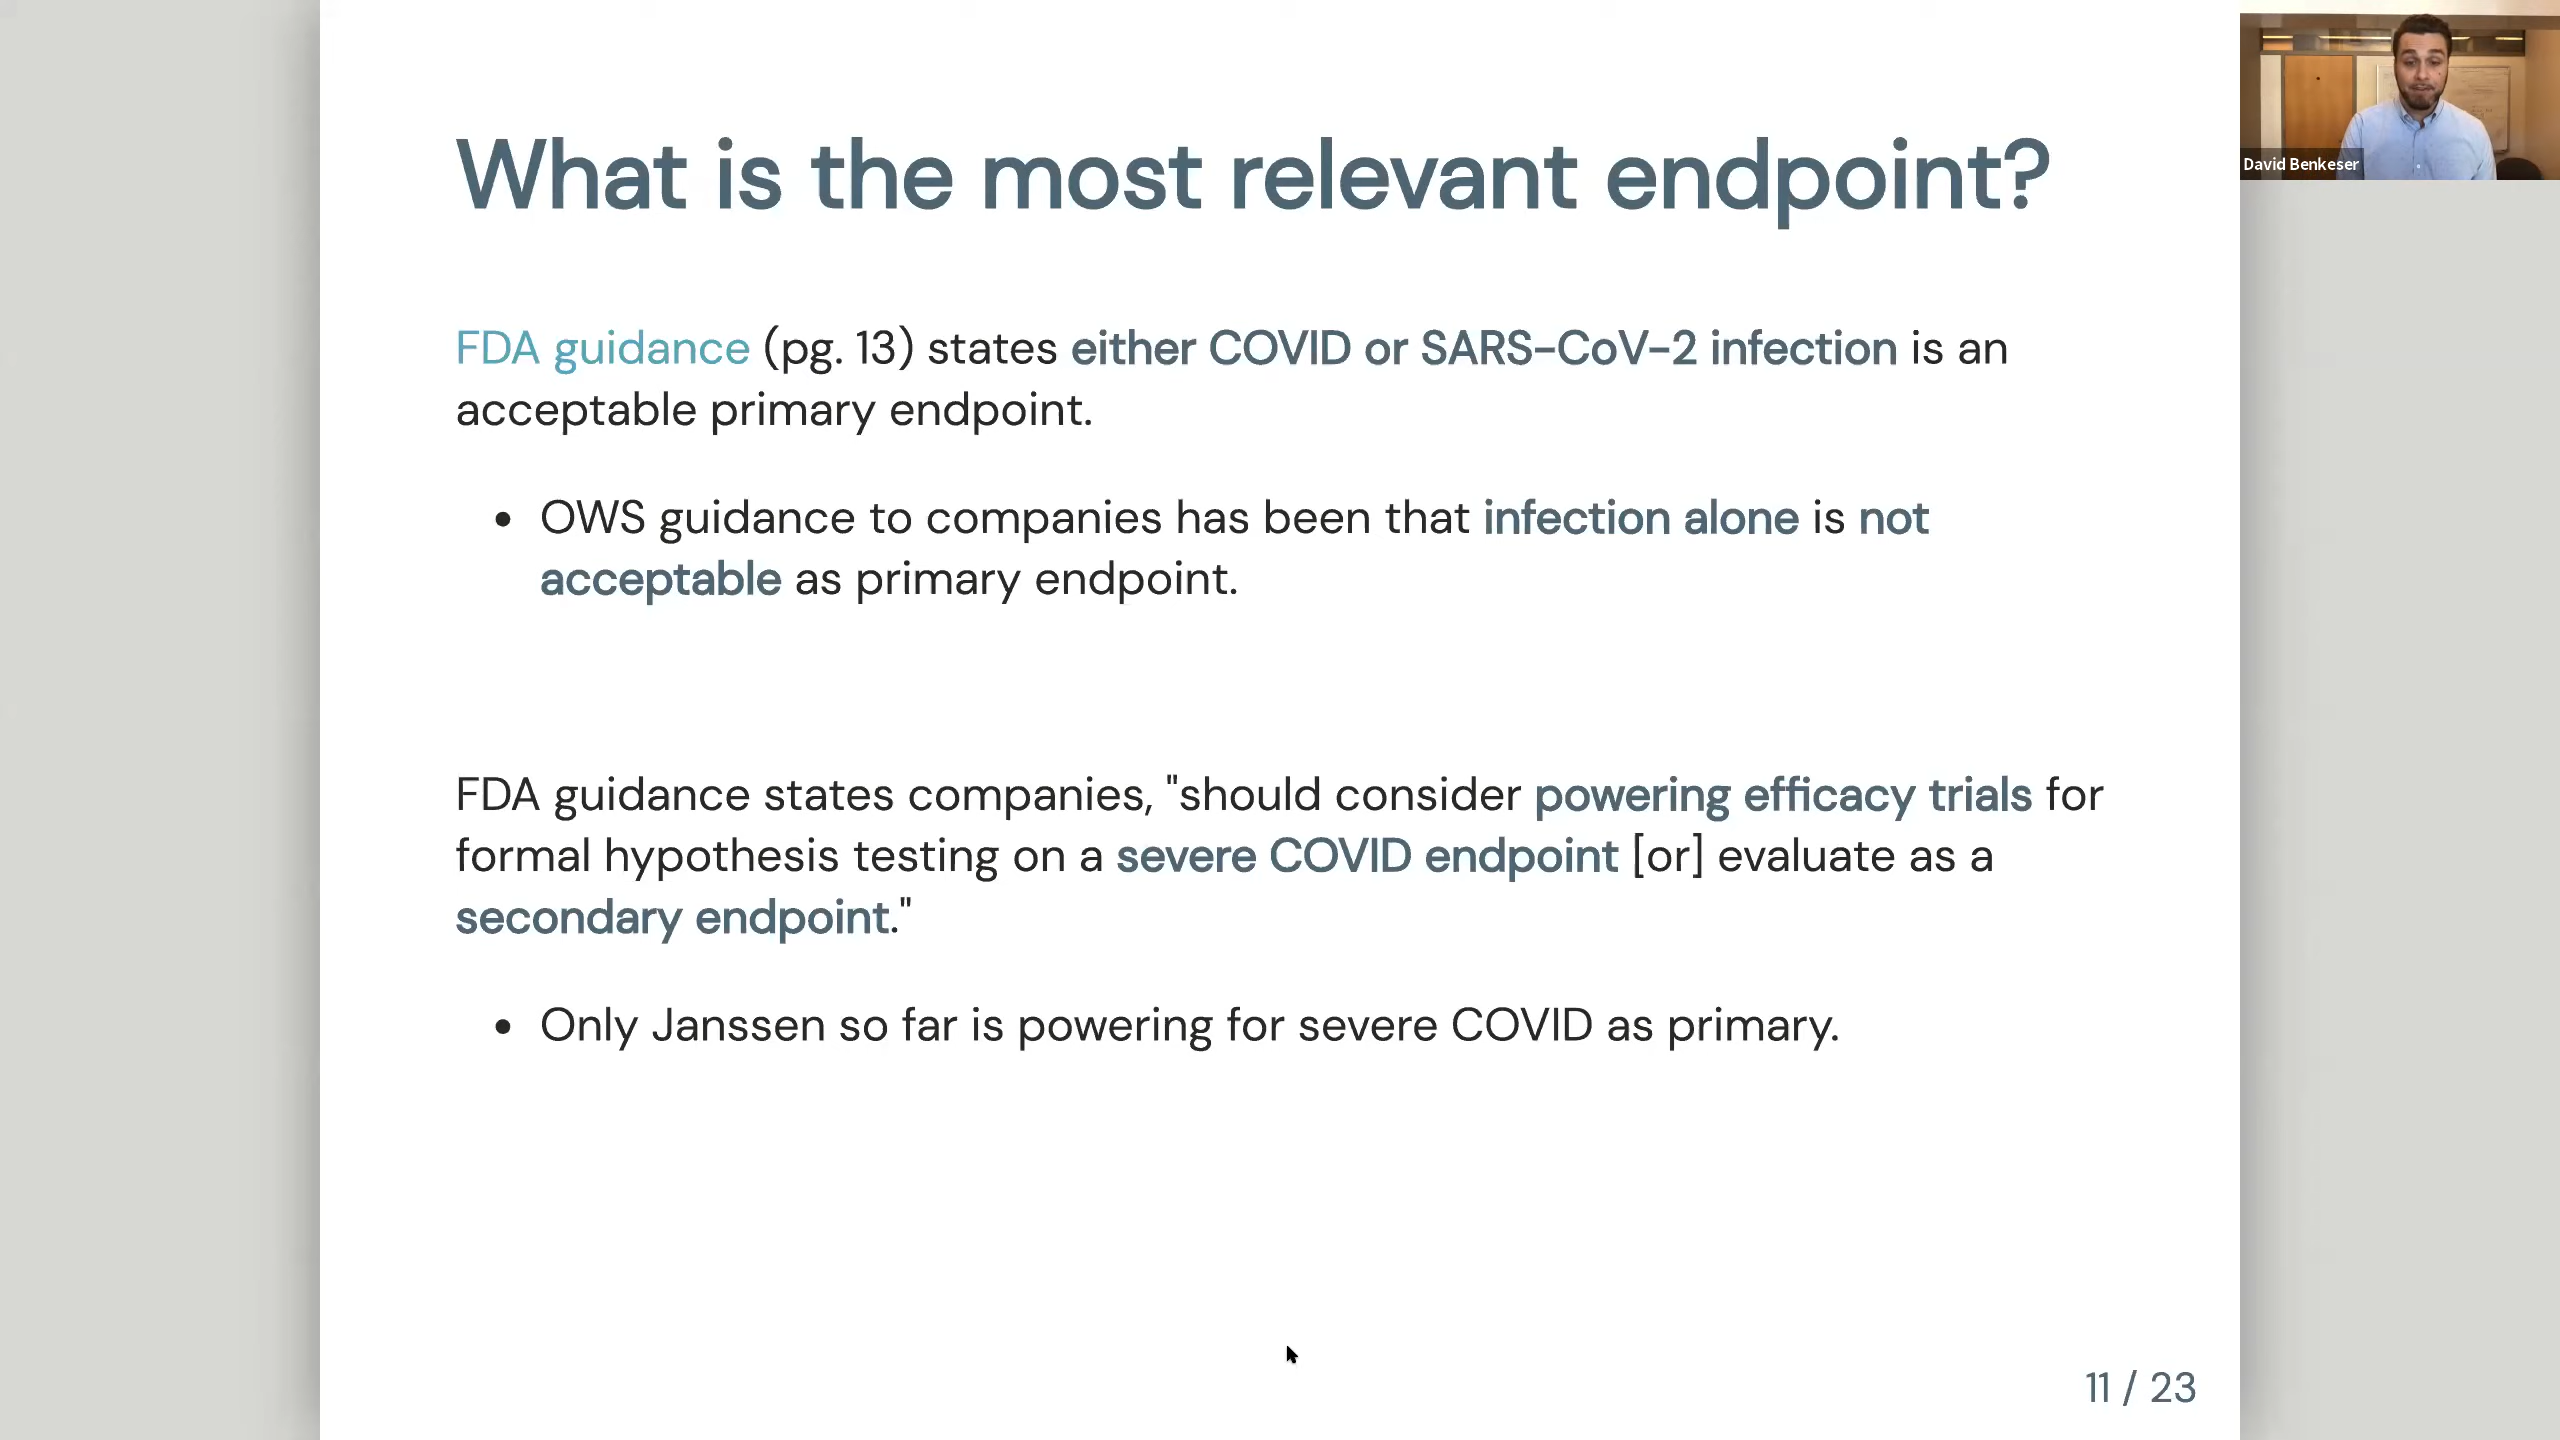 What is the most relevant endpoint?
David Benkeser
FDA guidance (pg. 13) states either COVID or SARS-CoV-2 infection is an
acceptable primary endpoint.
• OWS guidance to companies has been that infection alone is not
acceptable as primary endpoint.
FDA guidance states companies, "should consider powering efficacy trials for
formal hypothesis testing on a severe COVID endpoint [or] evaluate as a
secondary endpoint."
• Only Janssen so far is powering for severe COVID as primary.
11 / 23